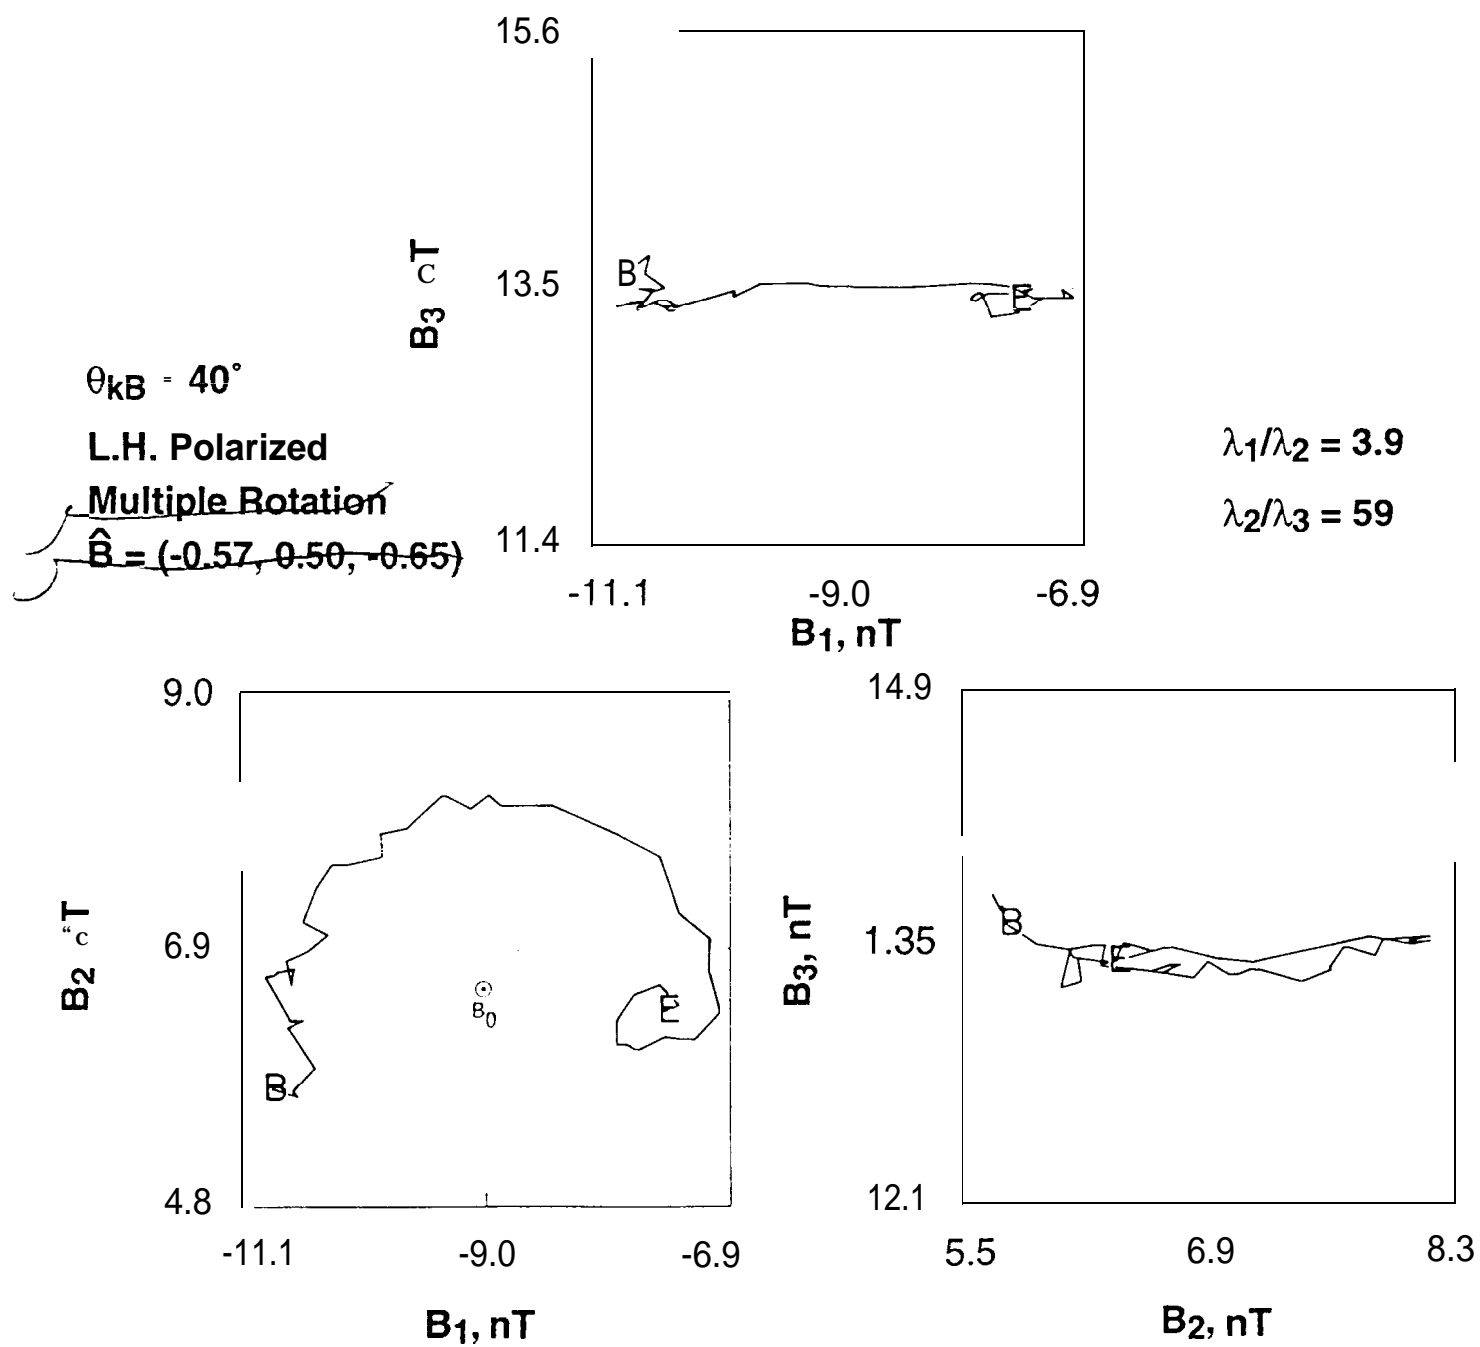 15.6
B3 cT
13.5
B
E
11.4
-11.1 -9.0 -6.9
B1, nT
θkB - 40°
L.H. Polarized
Multiple Rotation
B̂ = (-0.57, 0.50, -0.65)
λ1/λ2 = 3.9
λ2/λ3 = 59
9.0
B2 “cT
6.9
B0
E
B
4.8
-11.1 -9.0 -6.9
B1, nT
14.9
B3, nT
1.35
B
E
12.1
5.5 6.9 8.3
B2, nT